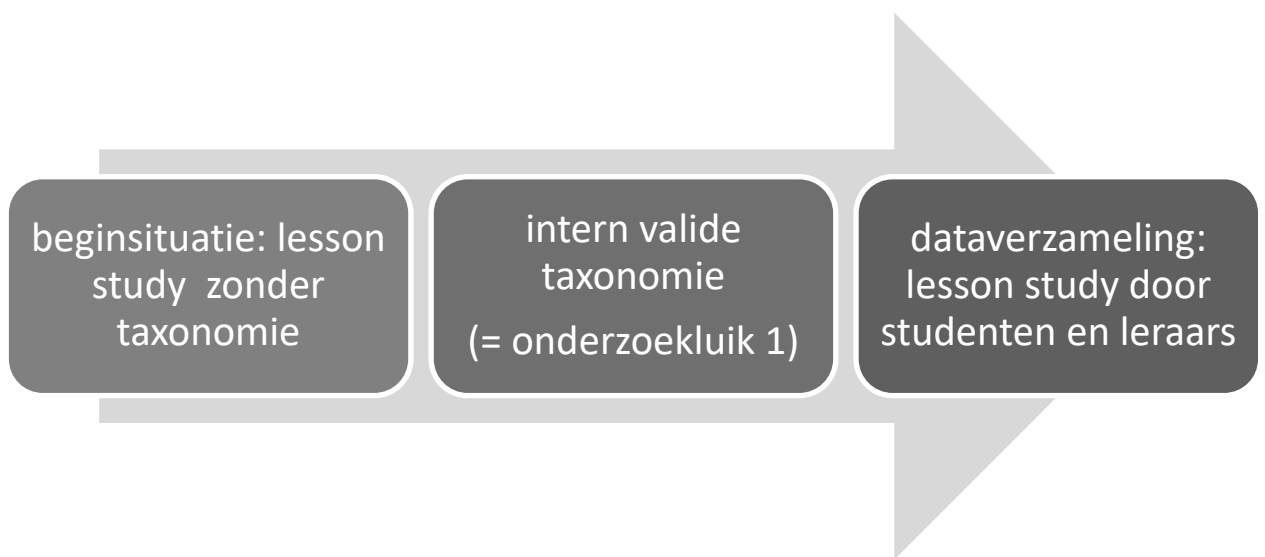 beginsituatie: lesson
study  zonder
taxonomie
intern valide
taxonomie
(= onderzoekluik 1)
dataverzameling:
lesson study door
studenten en leraars